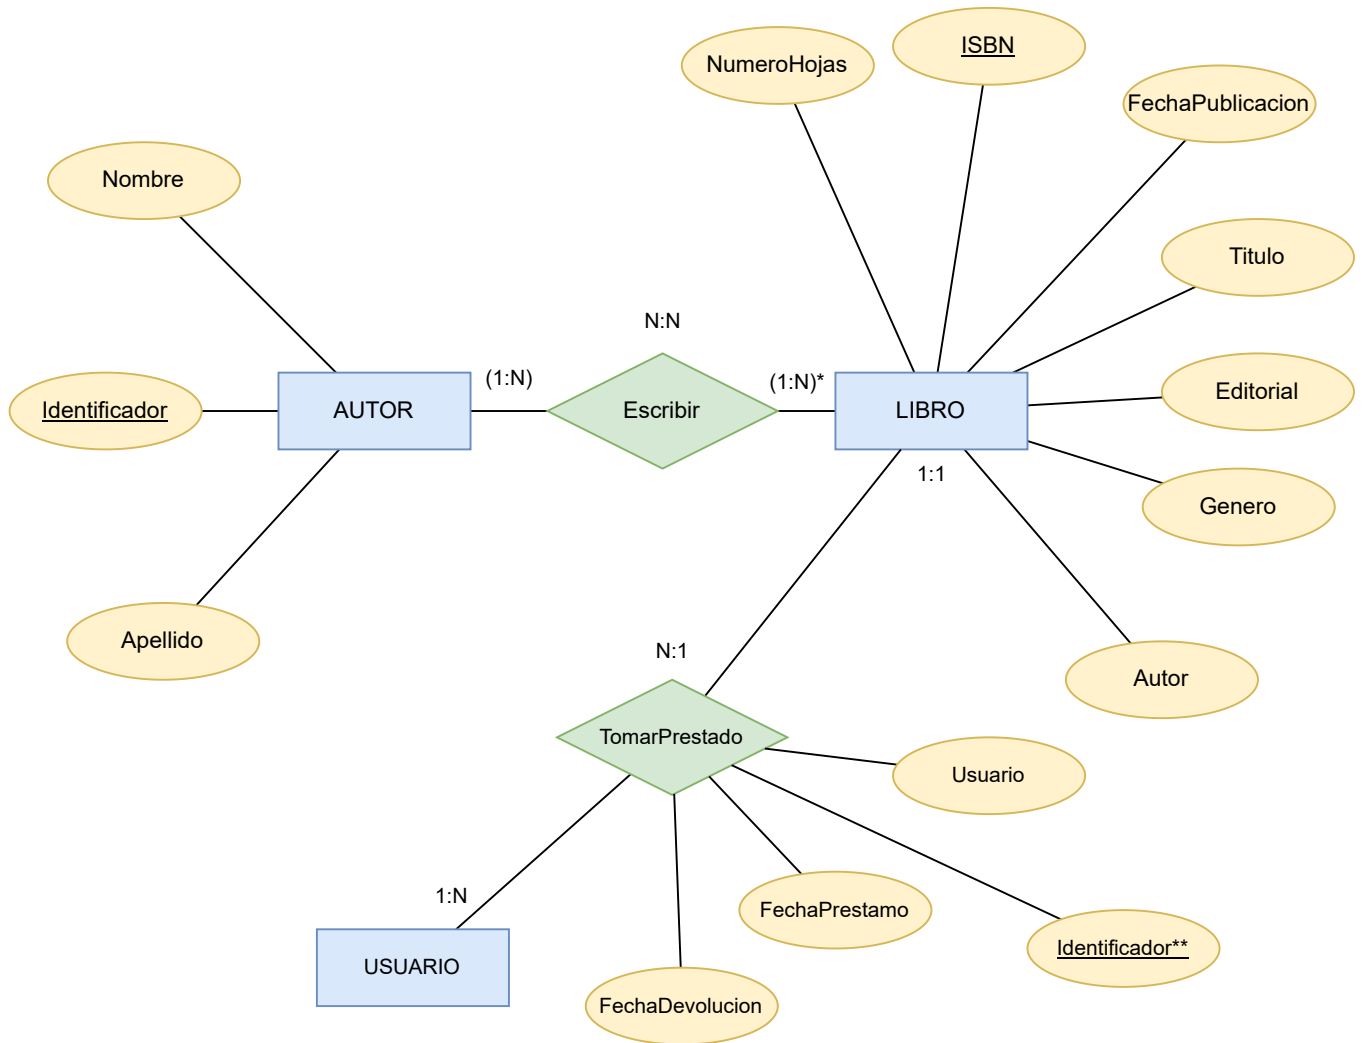 ISBN
NumeroHojas
FechaPublicacion
Nombre
Titulo
N:N
(1:N)
(1:N)*
Editorial
Identificador
AUTOR
Escribir
LIBRO
1:1
Genero
Apellido
N:1
Autor
TomarPrestado
Usuario
1:N
FechaPrestamo
Identificador**
USUARIO
FechaDevolucion